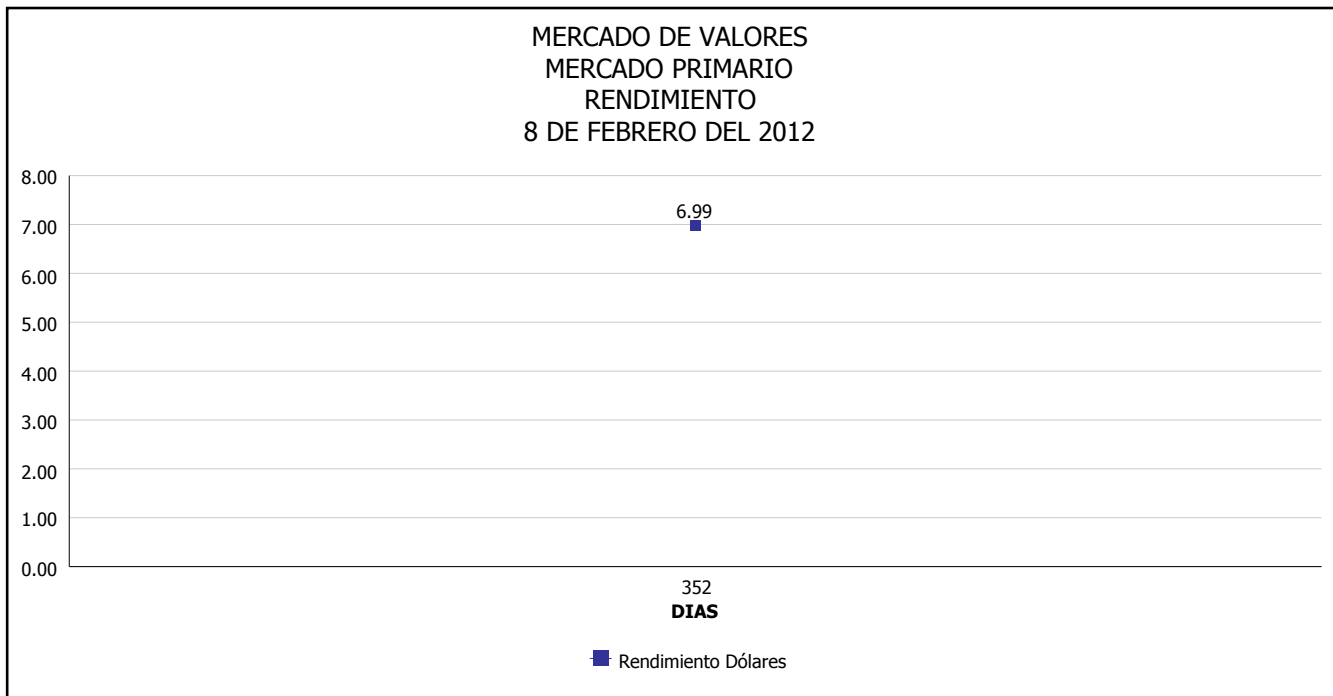 MERCADO DE VALORES
MERCADO PRIMARIO
RENDIMIENTO
8 DE FEBRERO DEL 2012
8.00
6.99
7.00
6.00
5.00
4.00
3.00
2.00
1.00
0.00
352
DIAS
Rendimiento Dólares